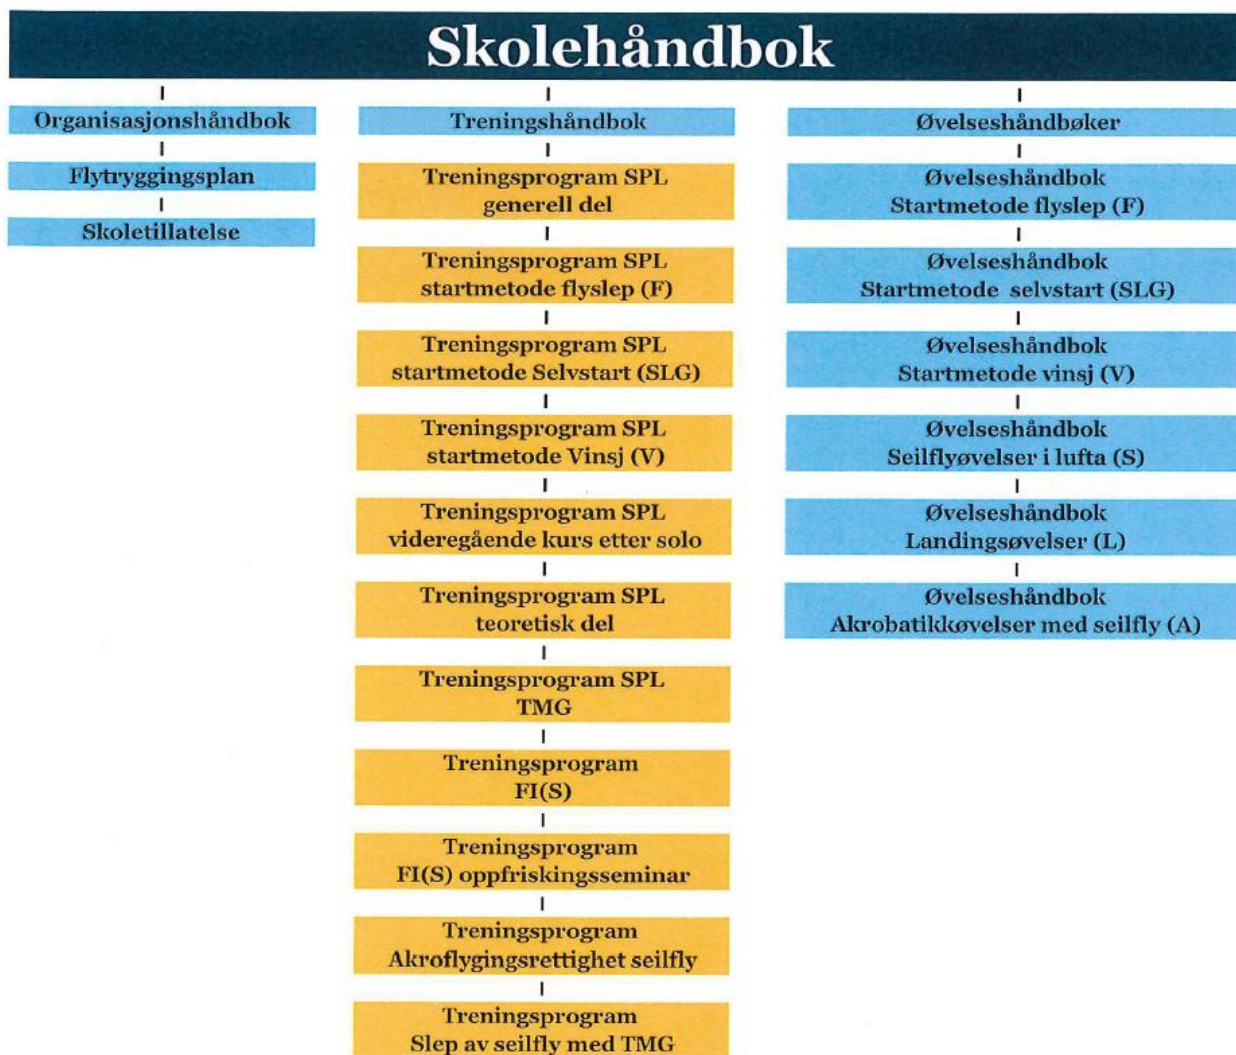 Skolehåndbok
Organisasjonshåndbok
Flytryggingsplan
Skoletillatelse
Treningshåndbok
Treningsprogram SPL
generell del
Treningsprogram SPL
startmetode flyslep (F)
Treningsprogram SPL
startmetode Selvstart (SLG)
Treningsprogram SPL
startmetode Vinsj (V)
Treningsprogram SPL
videregående kurs etter solo
Treningsprogram SPL
teoretisk del
Treningsprogram SPL
TMG
Treningsprogram
FI(S)
Treningsprogram
FI(S) oppfriskingsseminar
Treningsprogram
Akroflygingsrettighet seilfly
Treningsprogram
Slep av seilfly med TMG
Øvelseshåndbøker
Øvelseshåndbok
Startmetode flyslep (F)
Øvelseshåndbok
Startmetode selvstart (SLG)
Øvelseshåndbok
Startmetode vinsj (V)
Øvelseshåndbok
Seilflyøvelser i lufta (S)
Øvelseshåndbok
Landingsøvelser (L)
Øvelseshåndbok
Akrobatikkøvelser med seilfly (A)